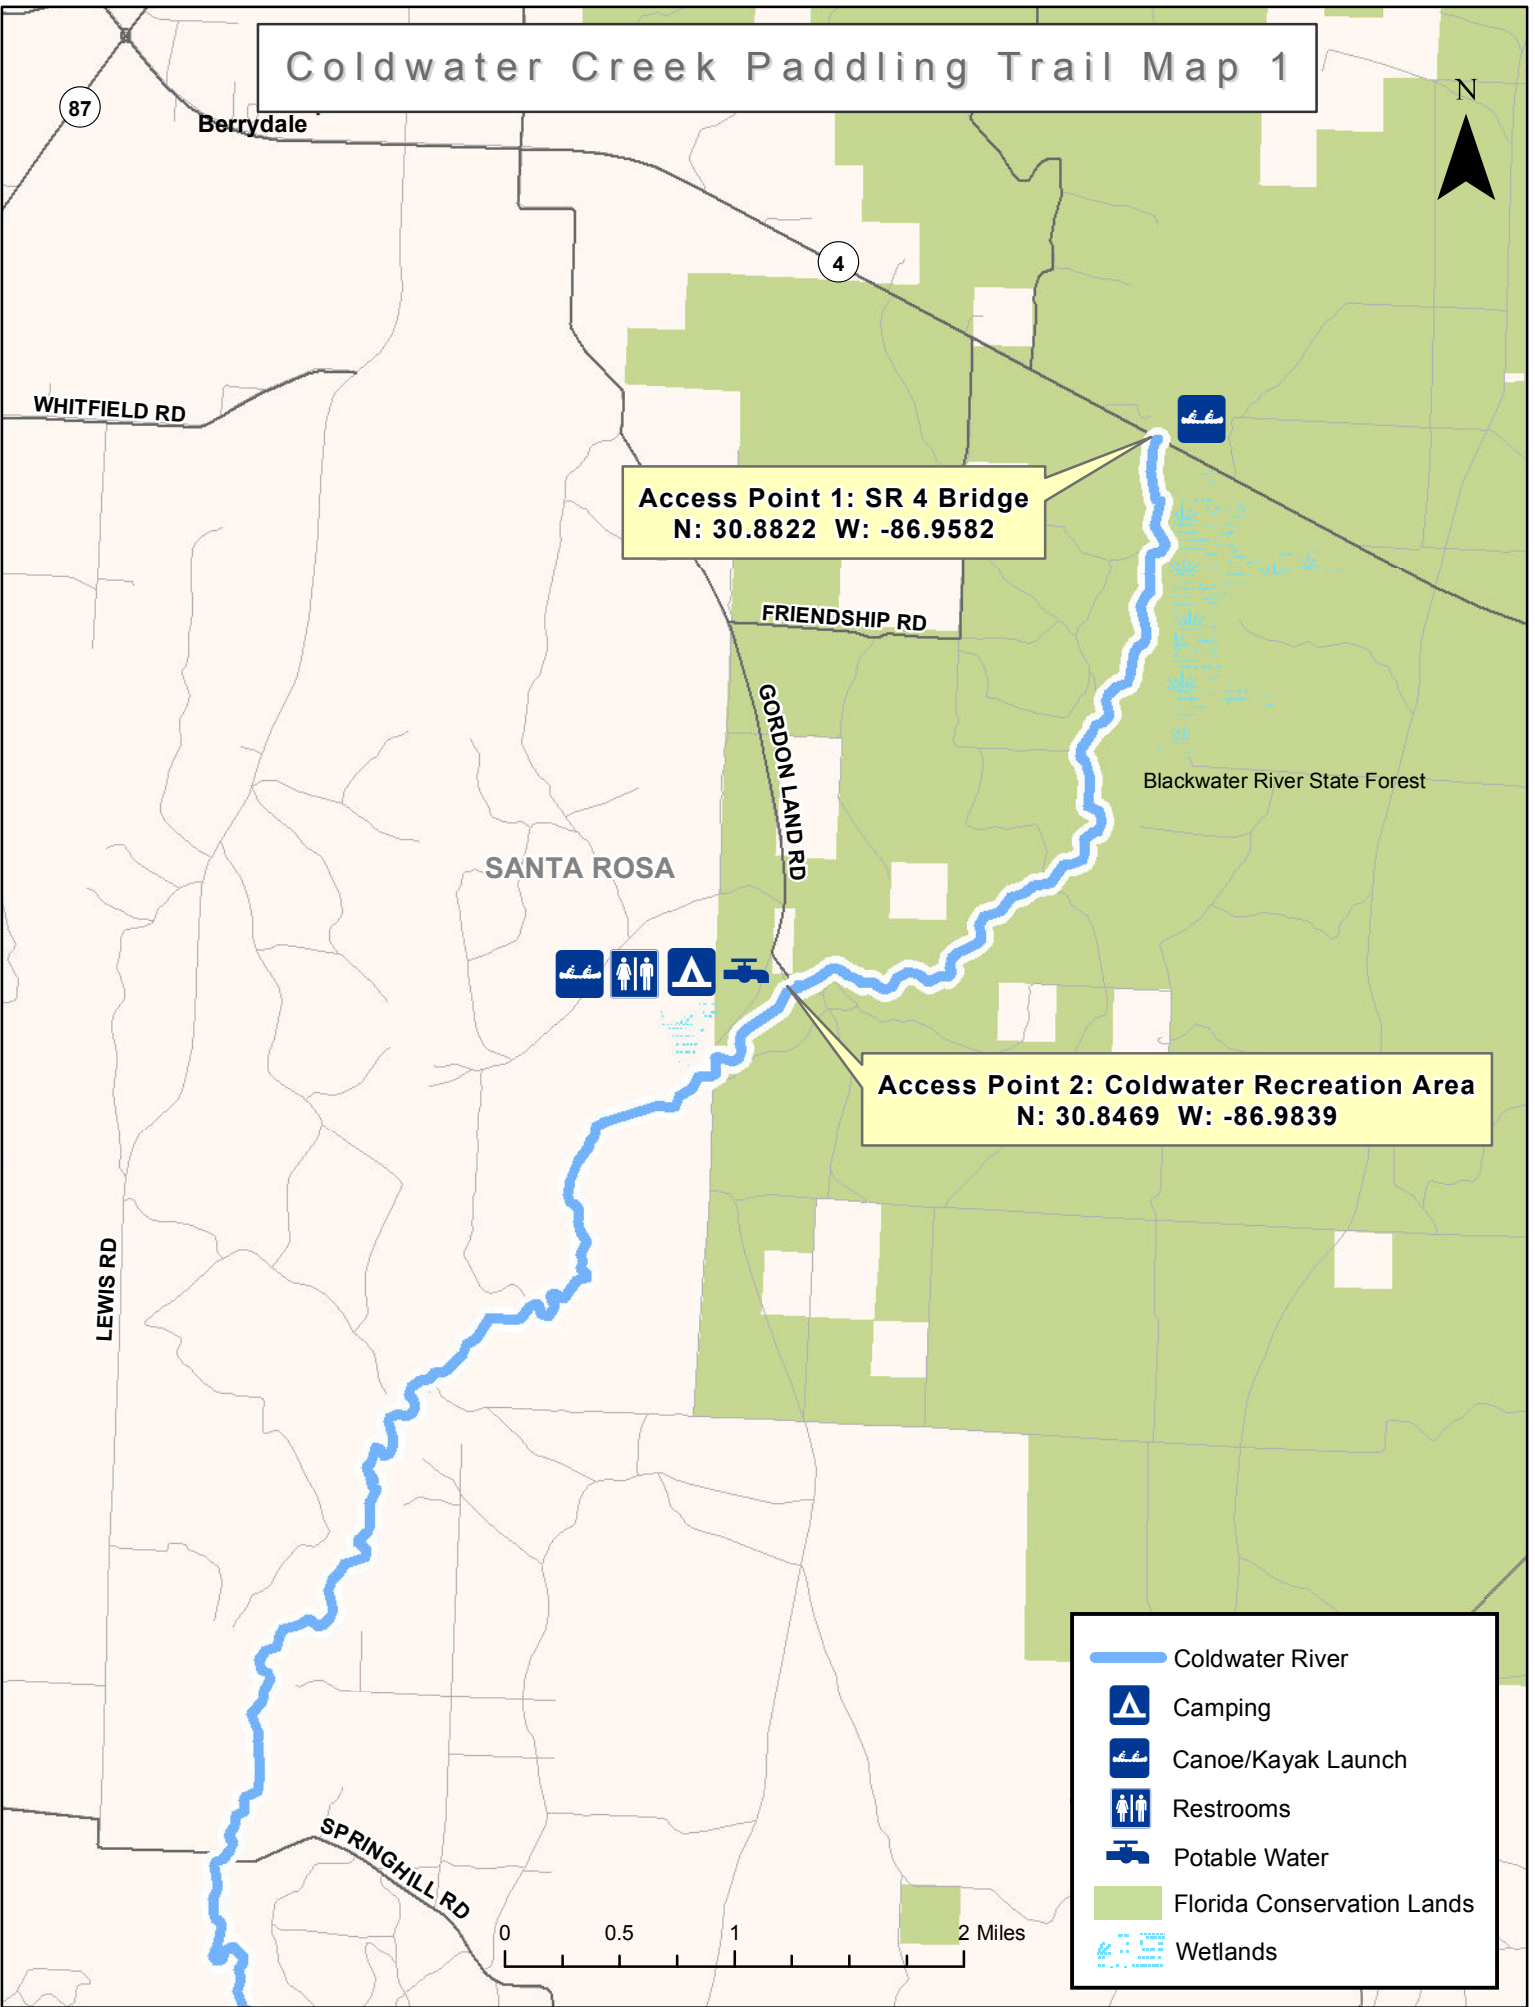 Coldwater Creek Paddling Trail Map 1
N
87
Berrydale
4
WHITFIELD RD
Access Point 1: SR 4 Bridge
N: 30.8822 W: -86.9582
FRIENDSHIP RD
GORDON LAND RD
Blackwater River State Forest
SANTA ROSA
Access Point 2: Coldwater Recreation Area
N: 30.8469 W: -86.9839
LEWIS RD
SPRINGHILL RD
0 0.5 1 2 Miles
Coldwater River
Camping
Canoe/Kayak Launch
Restrooms
Potable Water
Florida Conservation Lands
Wetlands